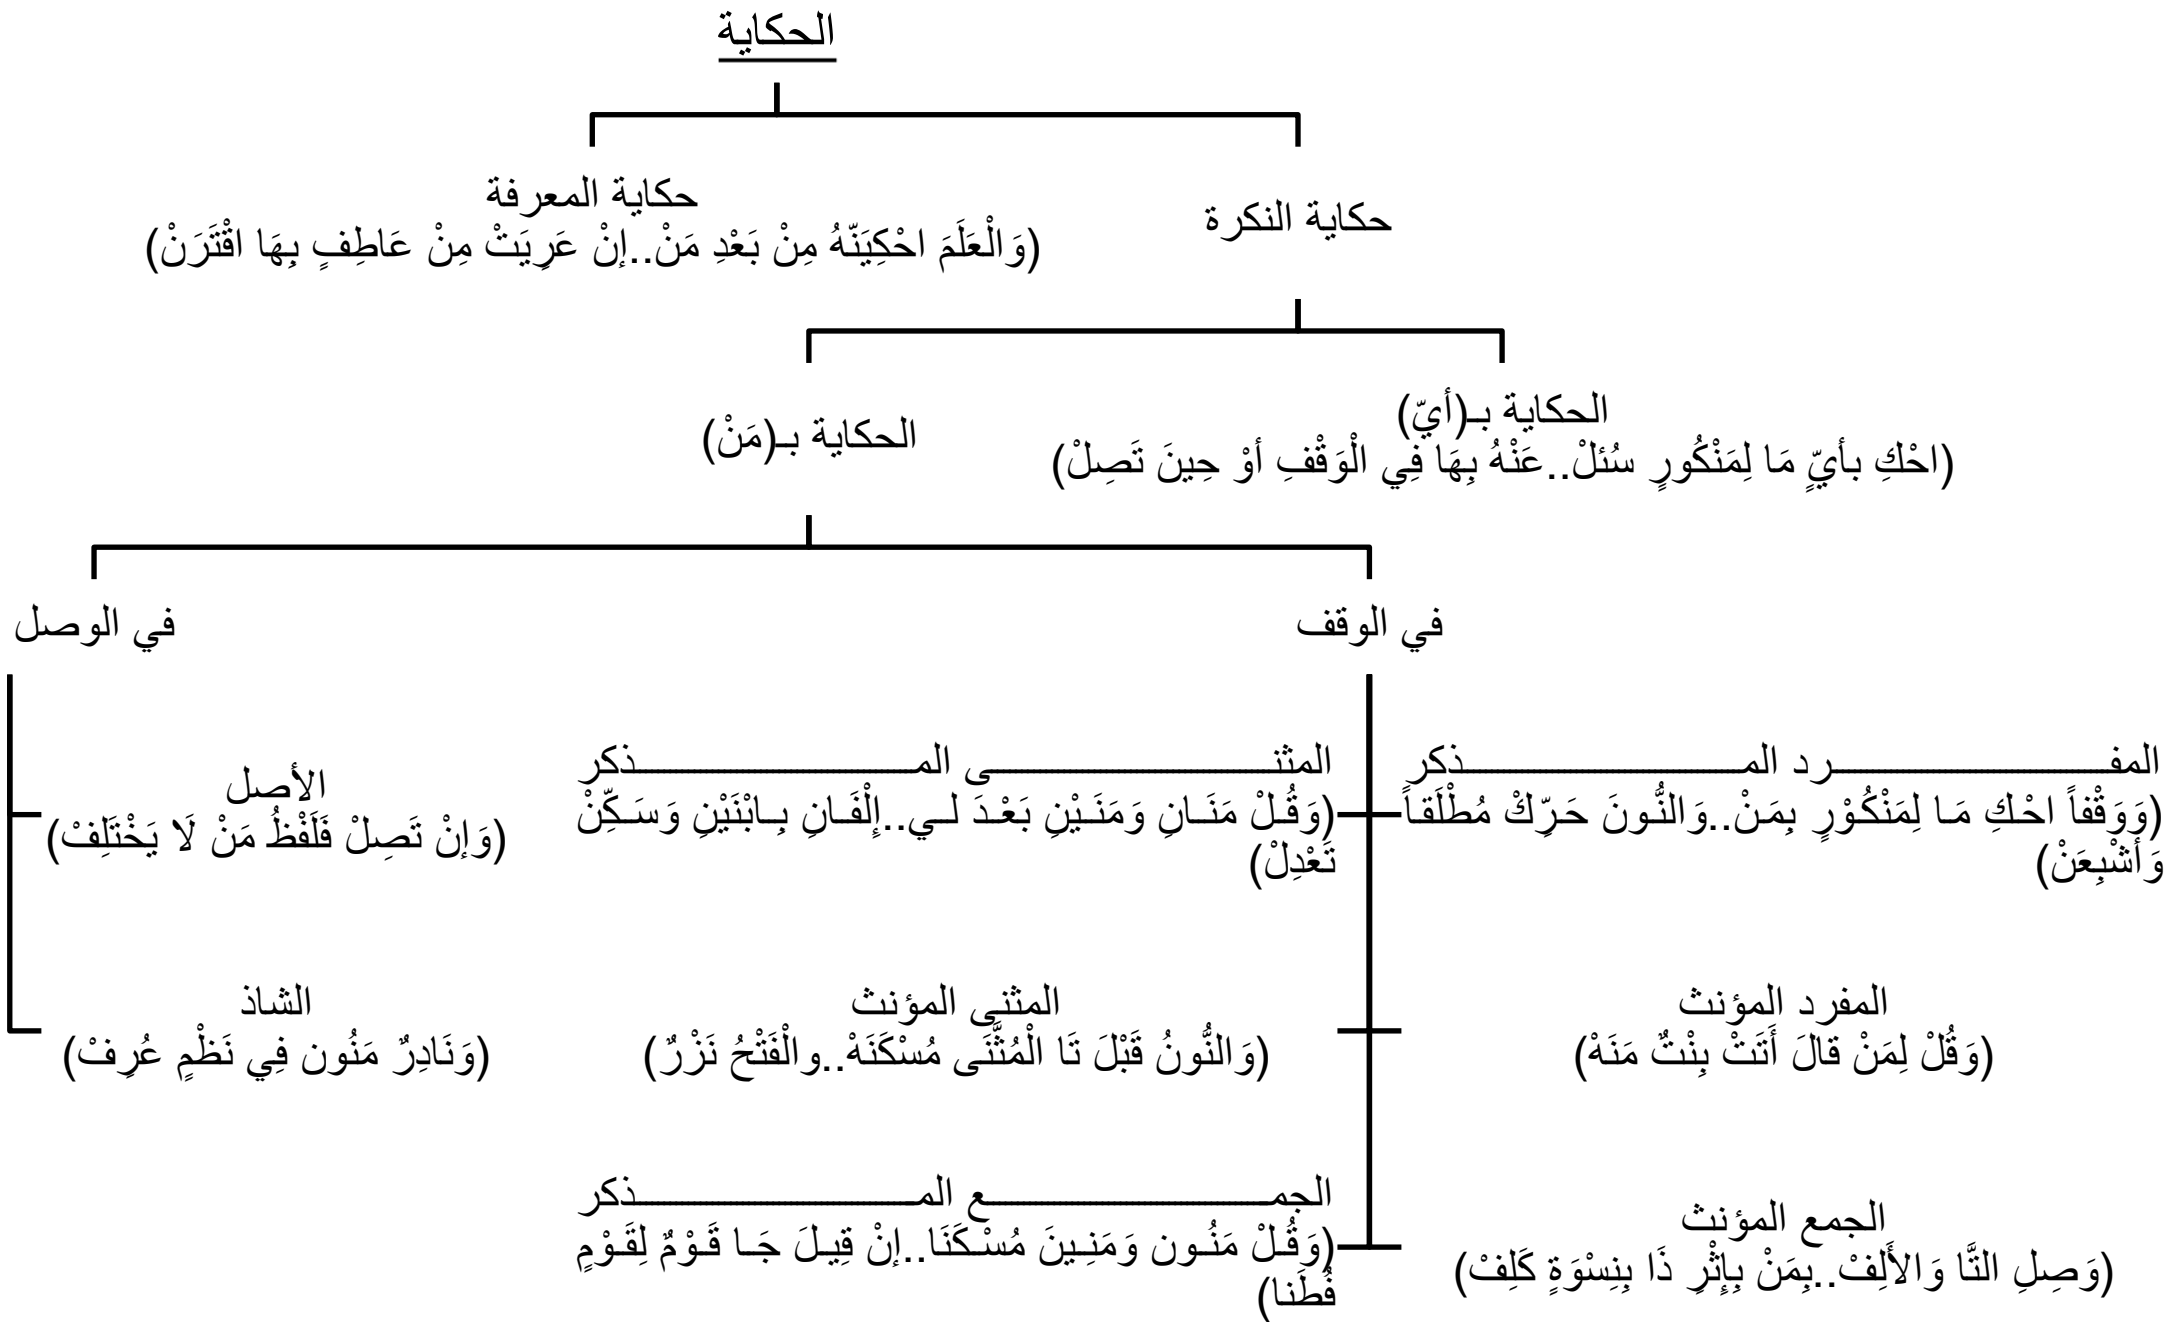 الحكاية
حكاية النكرة
حكاية المعرفة
(وَالْعَلَمَ احْكِيَنّهُ مِنْ بَعْدِ مَنْ..إنْ عَرِيَتْ مِنْ عَاطِفٍ بِهَا اقْتَرَنْ)
الحكاية بـ(أيّ)
(احْكِ بأيٍّ مَا لِمَنْكُورٍ سُئلْ..عَنْهُ بِهَا فِي الْوَقْفِ أوْ حِينَ تَصِلْ)
الحكاية بـ(مَنْ)
في الوقف
في الوصل
المفرد المذكر
(وَوَقْفاً احْكِ مَا لِمَنْكُوْرٍ بِمَنْ..وَالنُّونَ حَرِّكْ مُطْلَقاً
وَأشْبِعَنْ)
المثنى المذكر
(وَقُلْ مَنَانِ وَمَنَيْنِ بَعْدَ لي..إلْفَانِ بِابْنَيْنِ وَسَكِّنْ
تَعْدِلْ)
الأصل
(وَإنْ تَصِلْ فَلَفْظُ مَنْ لَا يَخْتَلِفْ)
المفرد المؤنث
(وَقُلْ لِمَنْ قالَ أَتَتْ بِنْتٌ مَنَهْ)
المثنى المؤنث
(وَالنُّونُ قَبْلَ تَا الْمُثَّنَى مُسْكَنَهْ..والْفَتْحُ نَزْرٌ)
الشاذ
(وَنَادِرٌ مَنُون فِي نَظْمٍ عُرِفْ)
الجمع المؤنث
(وَصِلِ التَّا وَالأَلِفْ..بِمَنْ بِإِثْرِ ذَا بِنِسْوَةٍ كَلِفْ)
الجمع المذكر
(وَقُلْ مَنُون وَمَنِينَ مُسْكَنَا..إنْ قِيلَ جَا قَوْمٌ لِقَوْمٍ
فُطَنا)